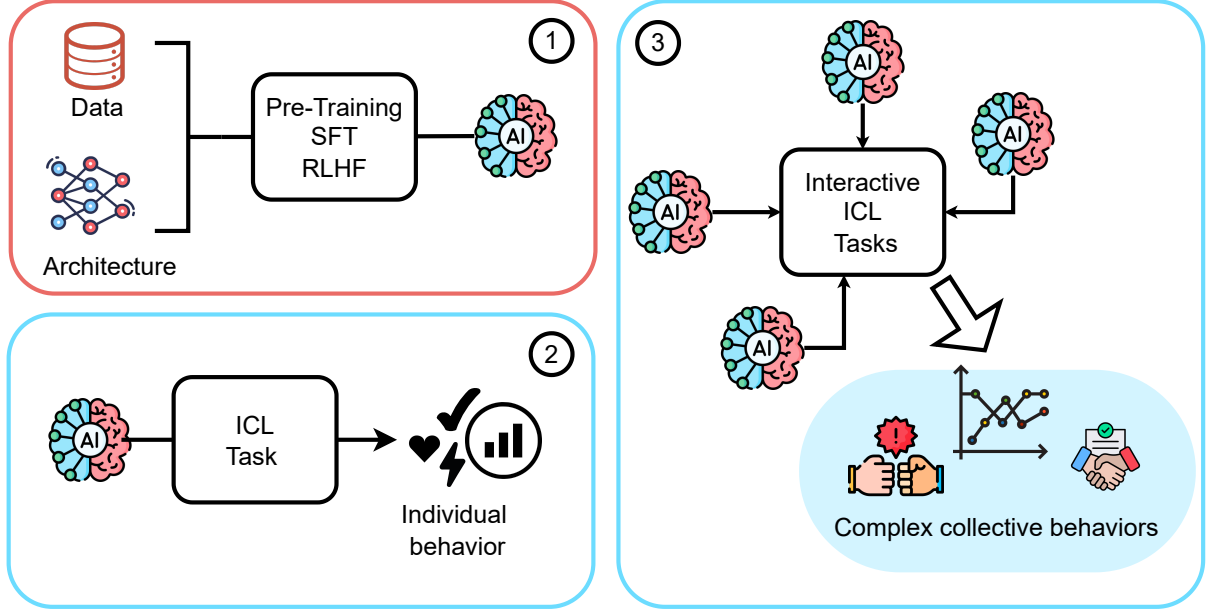 1
Data
Architecture
Pre-Training
SFT
RLHF
AI
2
AI
ICL
Task
Individual
behavior
3
AI
AI
AI
AI
Interactive
ICL
Tasks
!
Complex collective behaviors